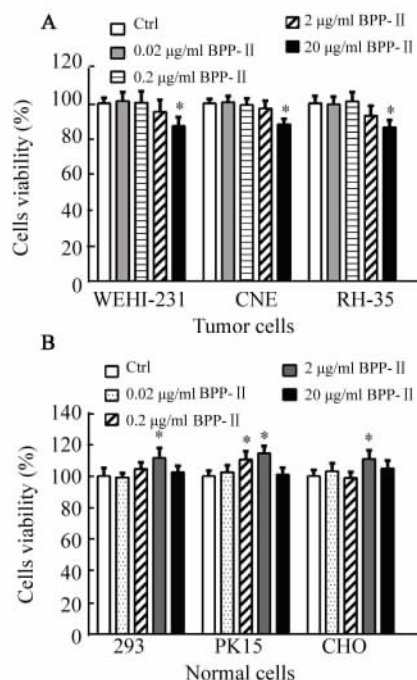 A
Ctrl
0.02 μg/ml BPP-Ⅱ
0.2 μg/ml BPP-Ⅱ
2 μg/ml BPP-Ⅱ
20 μg/ml BPP-Ⅱ
Cells viability (%)
120
100
80
60
40
20
0
* * *
WEHI-231 CNE RH-35
Tumor cells
B
Ctrl
0.02 μg/ml BPP-Ⅱ
0.2 μg/ml BPP-Ⅱ
2 μg/ml BPP-Ⅱ
20 μg/ml BPP-Ⅱ
Cells viability (%)
140
120
100
80
60
40
20
0
* * * *
293 PK15 CHO
Normal cells